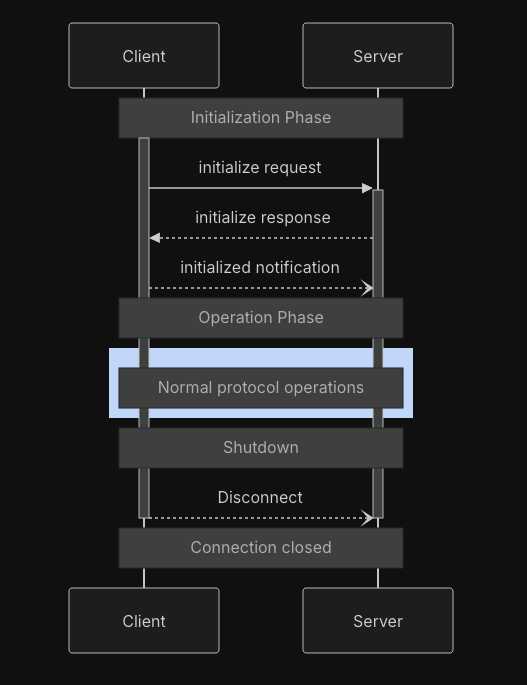 Client
Server
Initialization Phase
initialize request
initialize response
initialized notification
Operation Phase
Normal protocol operations
Shutdown
Disconnect
Connection closed
Client
Server